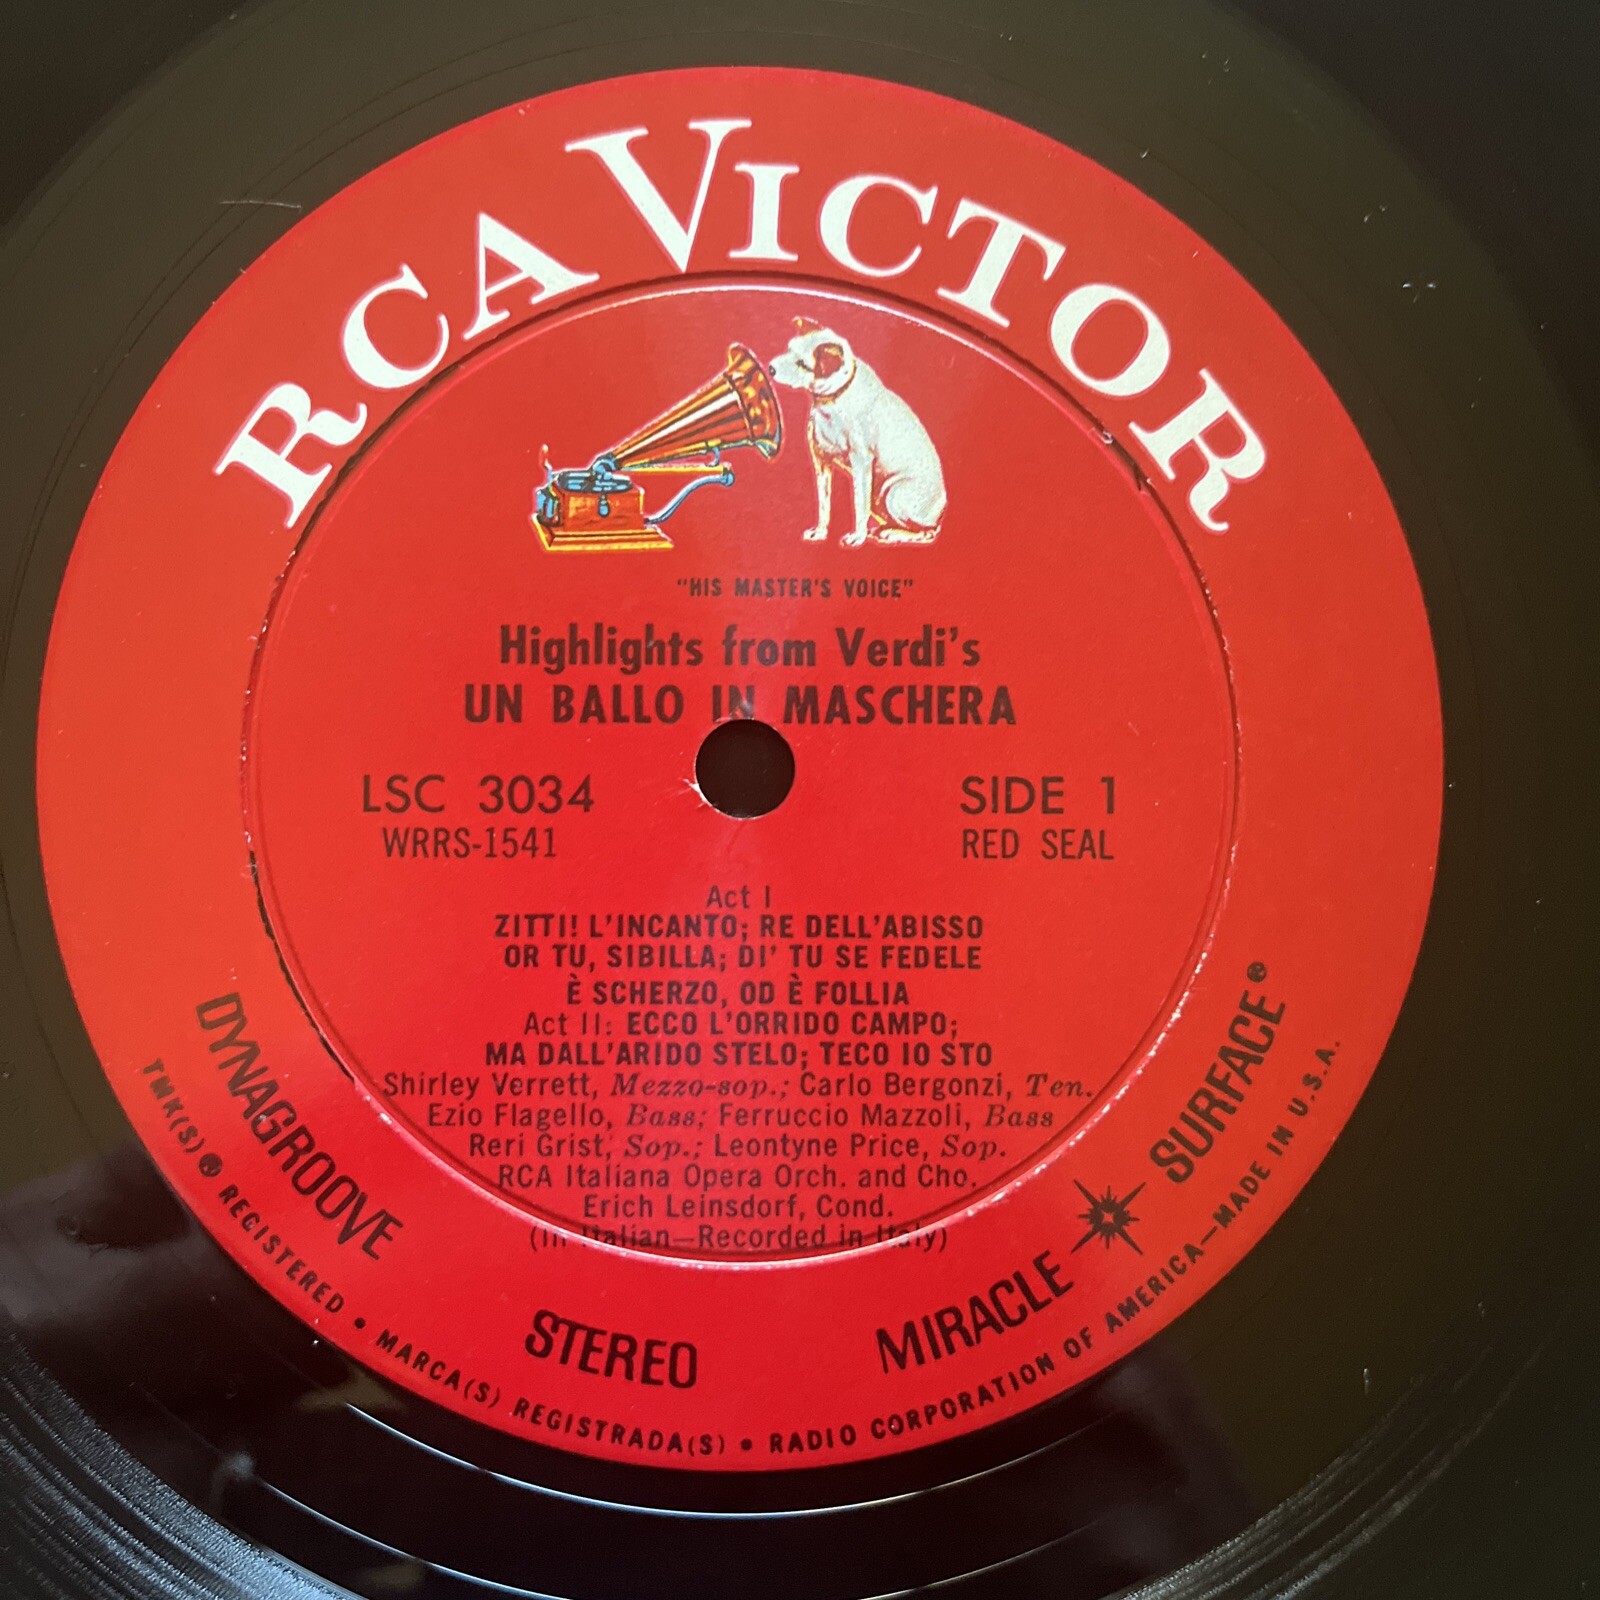 RCA VICTOR
"HIS MASTER'S VOICE"
Highlights from Verdi's
UN BALLO IN MASCHERA
LSC 3034
WRRS-1541
SIDE 1
RED SEAL
Act I
ZITTI! L'INCANTO; RE DELL'ABISSO
OR TU, SIBILLA; DI' TU SE FEDELE
È SCHERZO, OD È FOLLIA
Act II: ECCO L'ORRIDO CAMPO;
MA DALL'ARIDO STELO; TECO IO STO
Shirley Verrett, Mezzo-sop.; Carlo Bergonzi, Ten.
Ezio Flagello, Bass; Ferruccio Mazzoli, Bass
Reri Grist, Sop.; Leontyne Price, Sop.
RCA Italiana Opera Orch. and Cho.
Erich Leinsdorf, Cond.
(In Italian—Recorded in Italy)
DYNAGROOVE
STEREO
MIRACLE SURFACE®
TMK(S) ® REGISTERED • MARCA(S) REGISTRADA(S) • RADIO CORPORATION OF AMERICA—MADE IN U.S.A.